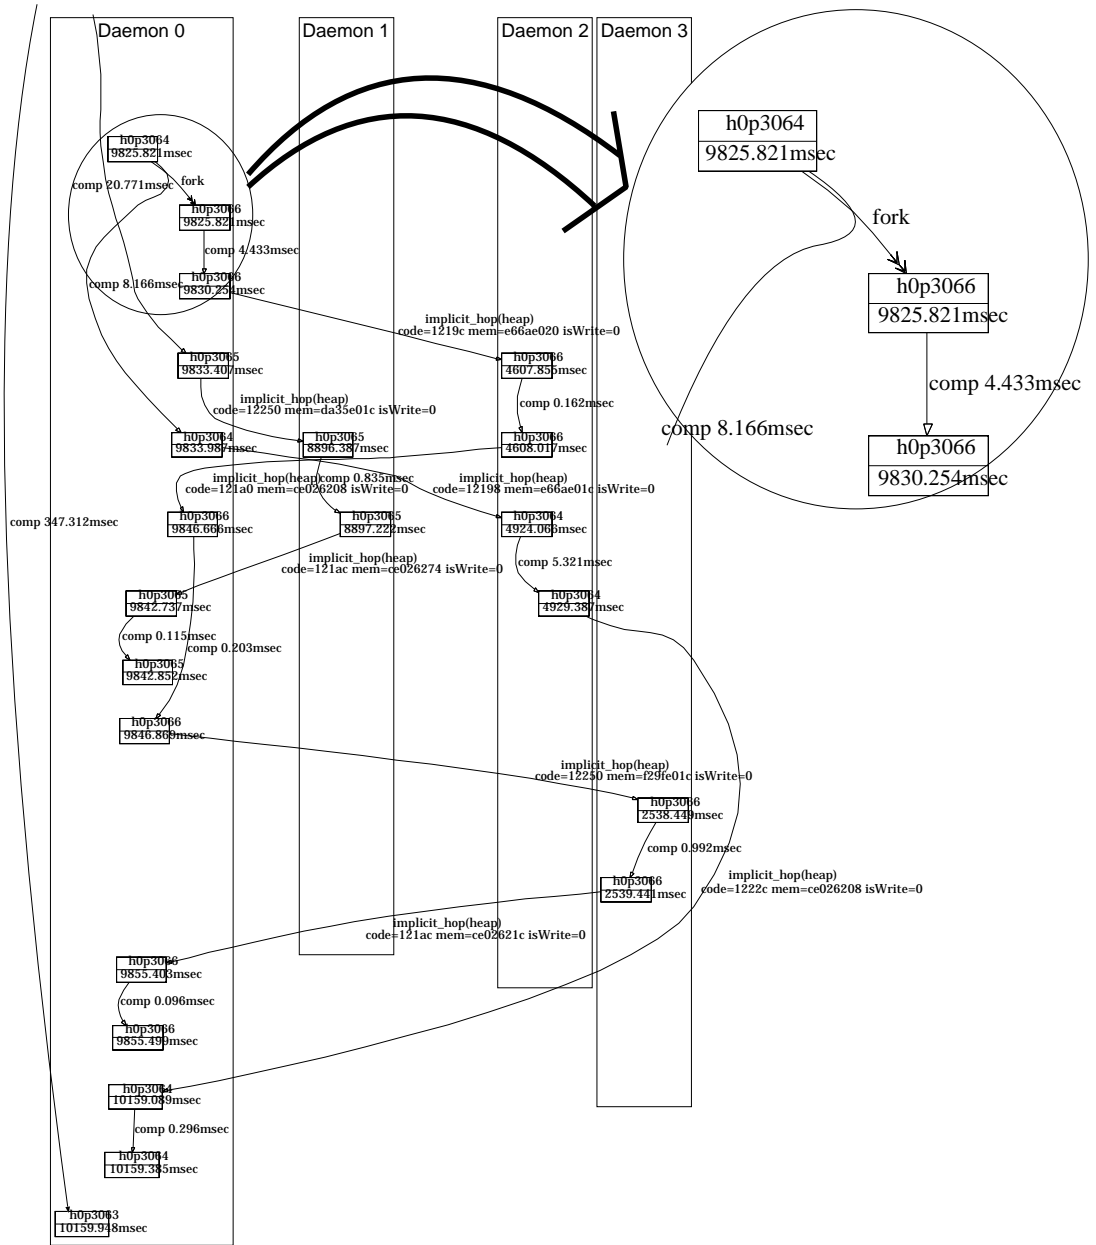 Daemon 0
Daemon 1
Daemon 2
Daemon 3
h0p3064
9825.821msec
comp 20.771msec
fork
h0p3066
9825.821msec
comp 4.433msec
comp 8.166msec
h0p3066
9830.254msec
h0p3064
9825.821msec
fork
h0p3066
9825.821msec
comp 4.433msec
comp 8.166msec
h0p3066
9830.254msec
implicit_hop(heap)
code=1219c mem=e66ae020 isWrite=0
h0p3065
9833.407msec
h0p3066
4607.855msec
implicit_hop(heap)
code=12250 mem=da35e01c isWrite=0
comp 0.162msec
h0p3064
9833.987msec
h0p3065
8896.387msec
h0p3066
4608.017msec
implicit_hop(heap)
code=121a0 mem=ce026208 isWrite=0
comp 0.835msec
implicit_hop(heap)
code=12198 mem=e66ae01c isWrite=0
comp 347.312msec
h0p3066
9846.666msec
h0p3065
8897.222msec
h0p3064
4924.066msec
implicit_hop(heap)
code=121ac mem=ce026274 isWrite=0
comp 5.321msec
h0p3065
9842.737msec
h0p3064
4929.387msec
comp 0.115msec
comp 0.203msec
h0p3065
9842.852msec
h0p3066
9846.869msec
implicit_hop(heap)
code=12250 mem=f29fe01c isWrite=0
h0p3066
2538.449msec
comp 0.992msec
h0p3066
2539.441msec
implicit_hop(heap)
code=1222c mem=ce026208 isWrite=0
implicit_hop(heap)
code=121ac mem=ce02621c isWrite=0
h0p3066
9855.403msec
comp 0.096msec
h0p3066
9855.499msec
h0p3064
10159.089msec
comp 0.296msec
h0p3064
10159.385msec
h0p3063
10159.948msec